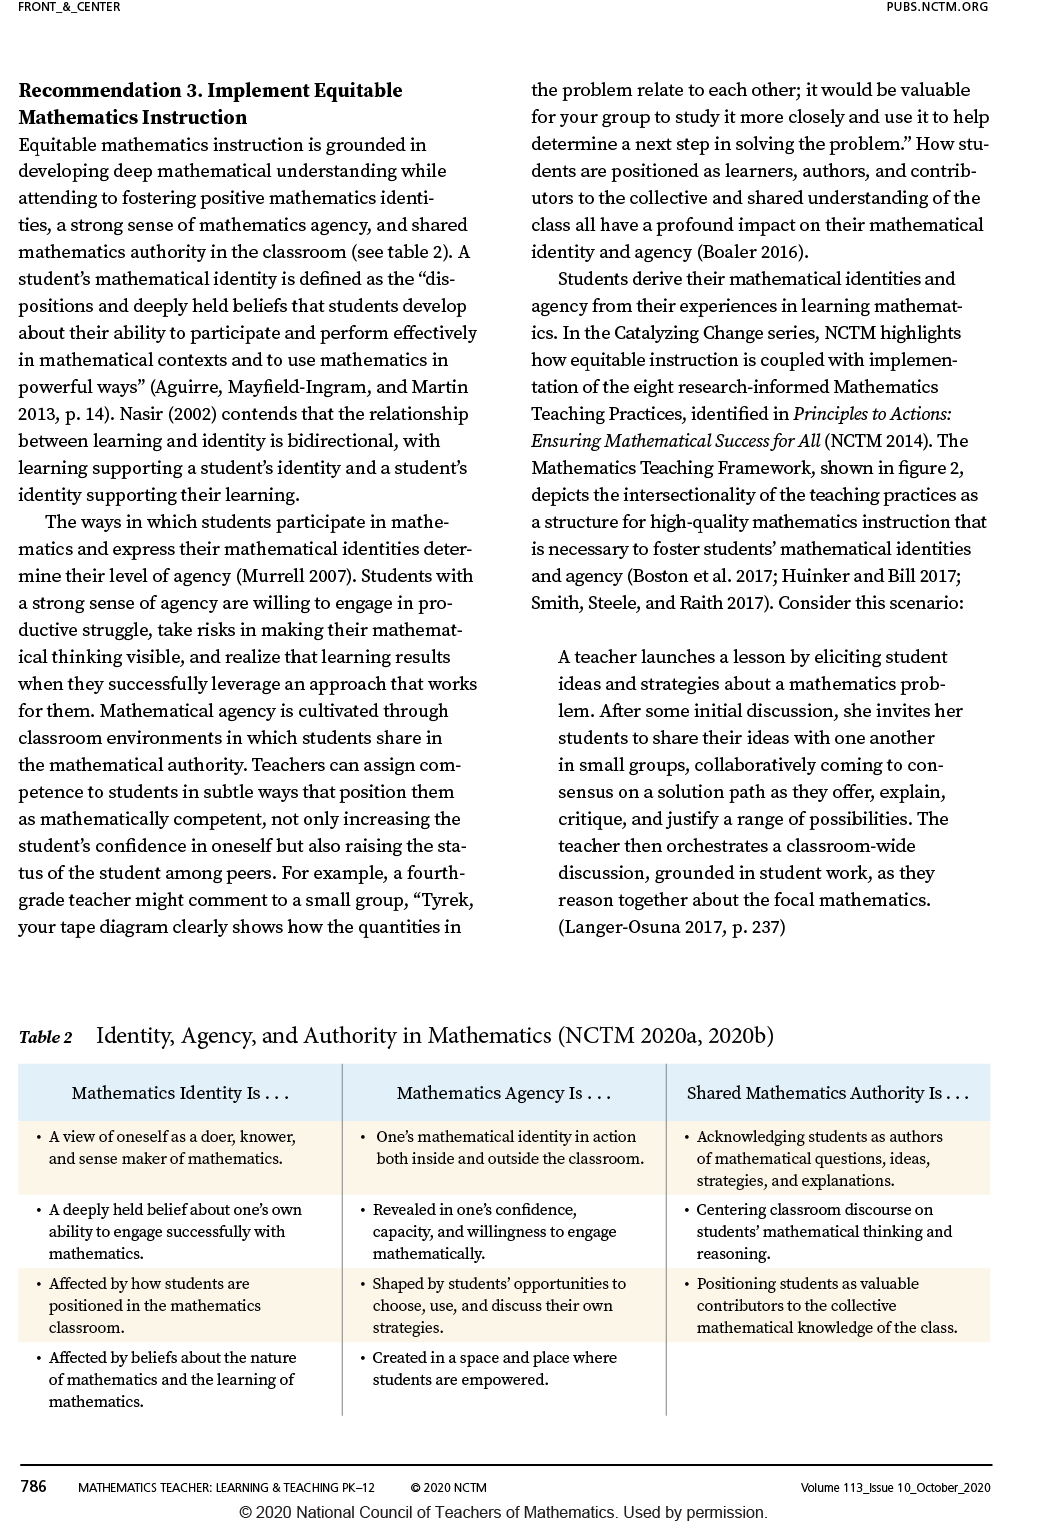 FRONT_&_CENTER
PUBS.NCTM.ORG
Recommendation 3. Implement Equitable
Mathematics Instruction
Equitable mathematics instruction is grounded in
developing deep mathematical understanding while
attending to fostering positive mathematics identi-
ties, a strong sense of mathematics agency, and shared
mathematics authority in the classroom (see table 2). A
student’s mathematical identity is defined as the “dis-
positions and deeply held beliefs that students develop
about their ability to participate and perform effectively
in mathematical contexts and to use mathematics in
powerful ways” (Aguirre, Mayfield-Ingram, and Martin
2013, p. 14). Nasir (2002) contends that the relationship
between learning and identity is bidirectional, with
learning supporting a student’s identity and a student’s
identity supporting their learning.
The ways in which students participate in mathe-
matics and express their mathematical identities deter-
mine their level of agency (Murrell 2007). Students with
a strong sense of agency are willing to engage in pro-
ductive struggle, take risks in making their mathemat-
ical thinking visible, and realize that learning results
when they successfully leverage an approach that works
for them. Mathematical agency is cultivated through
classroom environments in which students share in
the mathematical authority. Teachers can assign com-
petence to students in subtle ways that position them
as mathematically competent, not only increasing the
student’s confidence in oneself but also raising the sta-
tus of the student among peers. For example, a fourth-
grade teacher might comment to a small group, “Tyrek,
your tape diagram clearly shows how the quantities in
the problem relate to each other; it would be valuable
for your group to study it more closely and use it to help
determine a next step in solving the problem.” How stu-
dents are positioned as learners, authors, and contrib-
utors to the collective and shared understanding of the
class all have a profound impact on their mathematical
identity and agency (Boaler 2016).
Students derive their mathematical identities and
agency from their experiences in learning mathemat-
ics. In the Catalyzing Change series, NCTM highlights
how equitable instruction is coupled with implemen-
tation of the eight research-informed Mathematics
Teaching Practices, identified in Principles to Actions:
Ensuring Mathematical Success for All (NCTM 2014). The
Mathematics Teaching Framework, shown in figure 2,
depicts the intersectionality of the teaching practices as
a structure for high-quality mathematics instruction that
is necessary to foster students’ mathematical identities
and agency (Boston et al. 2017; Huinker and Bill 2017;
Smith, Steele, and Raith 2017). Consider this scenario:
A teacher launches a lesson by eliciting student
ideas and strategies about a mathematics prob-
lem. After some initial discussion, she invites her
students to share their ideas with one another
in small groups, collaboratively coming to con-
sensus on a solution path as they offer, explain,
critique, and justify a range of possibilities. The
teacher then orchestrates a classroom-wide
discussion, grounded in student work, as they
reason together about the focal mathematics.
(Langer-Osuna 2017, p. 237)
Table 2 Identity, Agency, and Authority in Mathematics (NCTM 2020a, 2020b)
Mathematics Identity Is . . .
Mathematics Agency Is . . .
Shared Mathematics Authority Is . . .
• A view of oneself as a doer, knower,
and sense maker of mathematics.
• One’s mathematical identity in action
both inside and outside the classroom.
• Acknowledging students as authors
of mathematical questions, ideas,
strategies, and explanations.
• A deeply held belief about one’s own
ability to engage successfully with
mathematics.
• Revealed in one’s confidence,
capacity, and willingness to engage
mathematically.
• Centering classroom discourse on
students’ mathematical thinking and
reasoning.
• Affected by how students are
positioned in the mathematics
classroom.
• Shaped by students’ opportunities to
choose, use, and discuss their own
strategies.
• Positioning students as valuable
contributors to the collective
mathematical knowledge of the class.
• Affected by beliefs about the nature
of mathematics and the learning of
mathematics.
• Created in a space and place where
students are empowered.
786 MATHEMATICS TEACHER: LEARNING & TEACHING PK–12 © 2020 NCTM
Volume 113_Issue 10_October_2020
© 2020 National Council of Teachers of Mathematics. Used by permission.